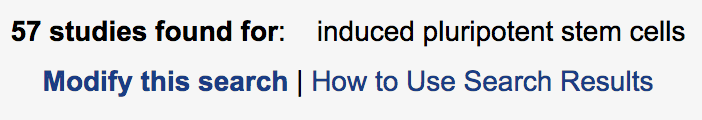 57 studies found for: induced pluripotent stem cells
Modify this search | How to Use Search Results